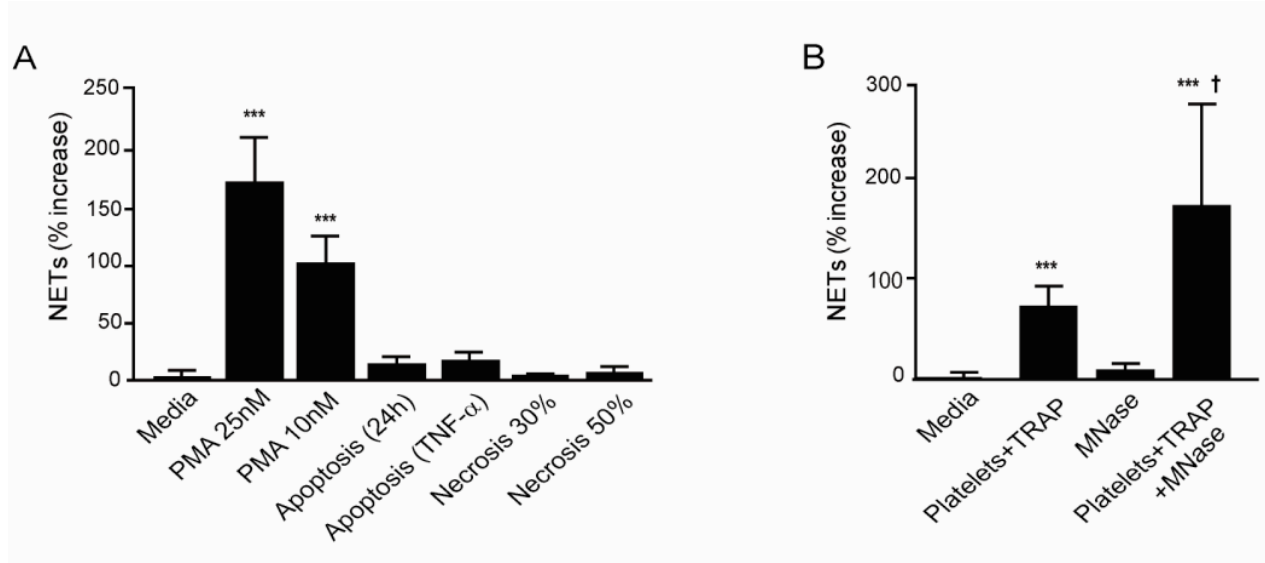 A
NETs (% increase)
250
200
150
100
50
0
***
***
Media
PMA 25nM
PMA 10nM
Apoptosis (24h)
Apoptosis (TNF-α)
Necrosis 30%
Necrosis 50%
B
NETs (% increase)
300
200
100
0
***
*** †
Media
Platelets+TRAP
MNase
Platelets+TRAP
+MNase